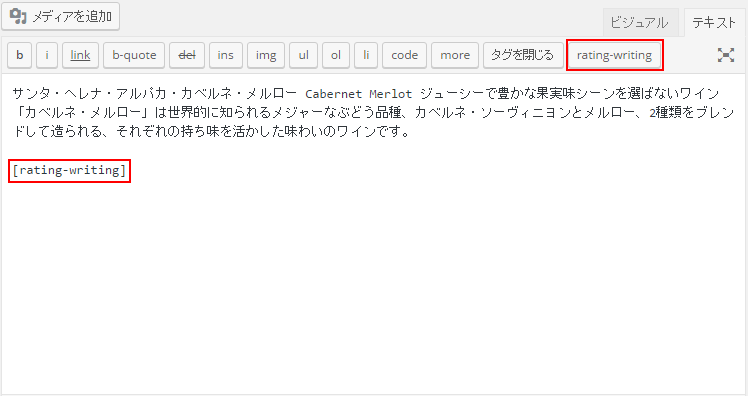 メディアを追加
ビジュアル テキスト
b i link b-quote del ins img ul ol li code more タグを閉じる rating-writing
サンタ・ヘレナ・アルパカ・カベルネ・メルロー Cabernet Merlot ジューシーで豊かな果実味シーンを選ばないワイン
「カベルネ・メルロー」は世界的に知られるメジャーなぶどう品種、カベルネ・ソーヴィニヨンとメルロー、2種類をブレン
ドして造られる、それぞれの持ち味を活かした味わいのワインです。
[rating-writing]